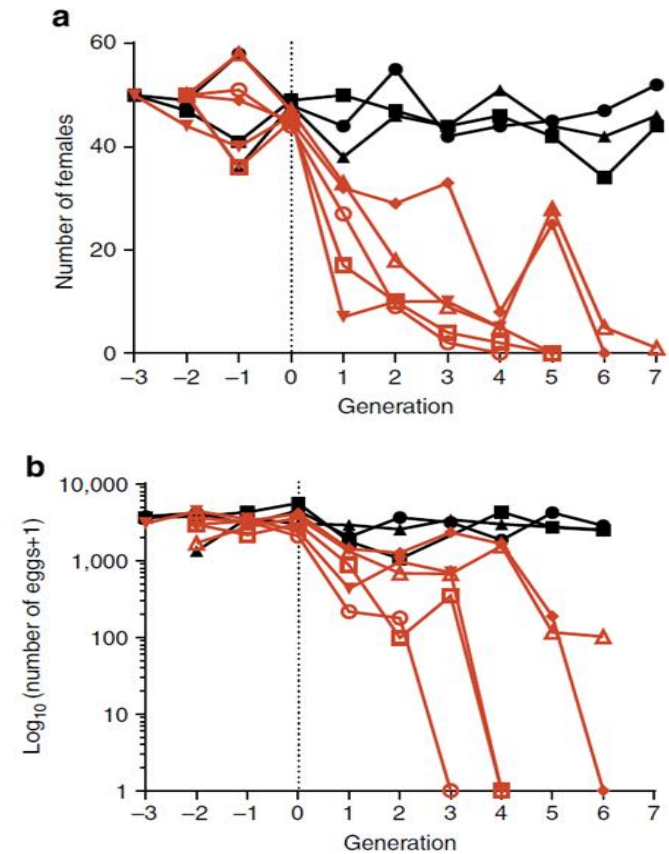 a
60
40
20
0
Number of females
–3 –2 –1 0 1 2 3 4 5 6 7
Generation
b
10,000
1,000
100
10
1
Log10 (number of eggs+1)
–3 –2 –1 0 1 2 3 4 5 6 7
Generation